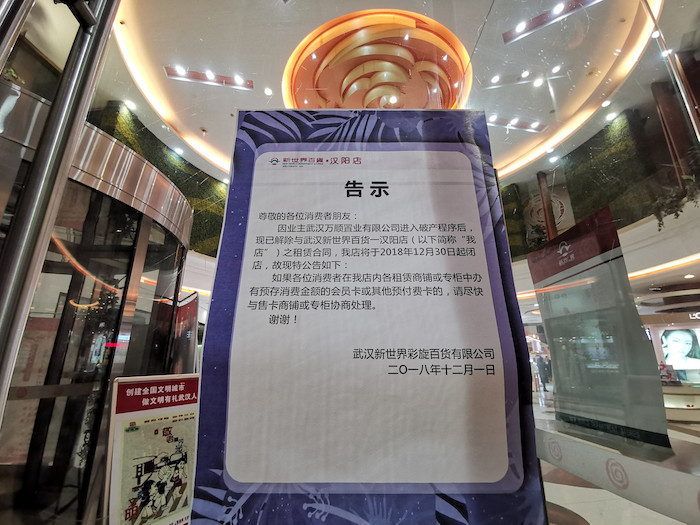 新世界百貨·汉阳店
告示
尊敬的各位消费者朋友：
因业主武汉万顺置业有限公司进入破产程序后，
现已解除与武汉新世界百货一汉阳店（以下简称“我
店”）之租赁合同，我店将于2018年12月30日起闭
店，故现特公告如下：
如果各位消费者在我店内各租赁商铺或专柜中办
有预存消费金额的会员卡或其他预付费卡的，请尽快
与售卡商铺或专柜协商处理。
谢谢！
武汉新世界彩旋百货有限公司
二〇一八年十二月一日
创建全国文明城市
做文明有礼武汉人